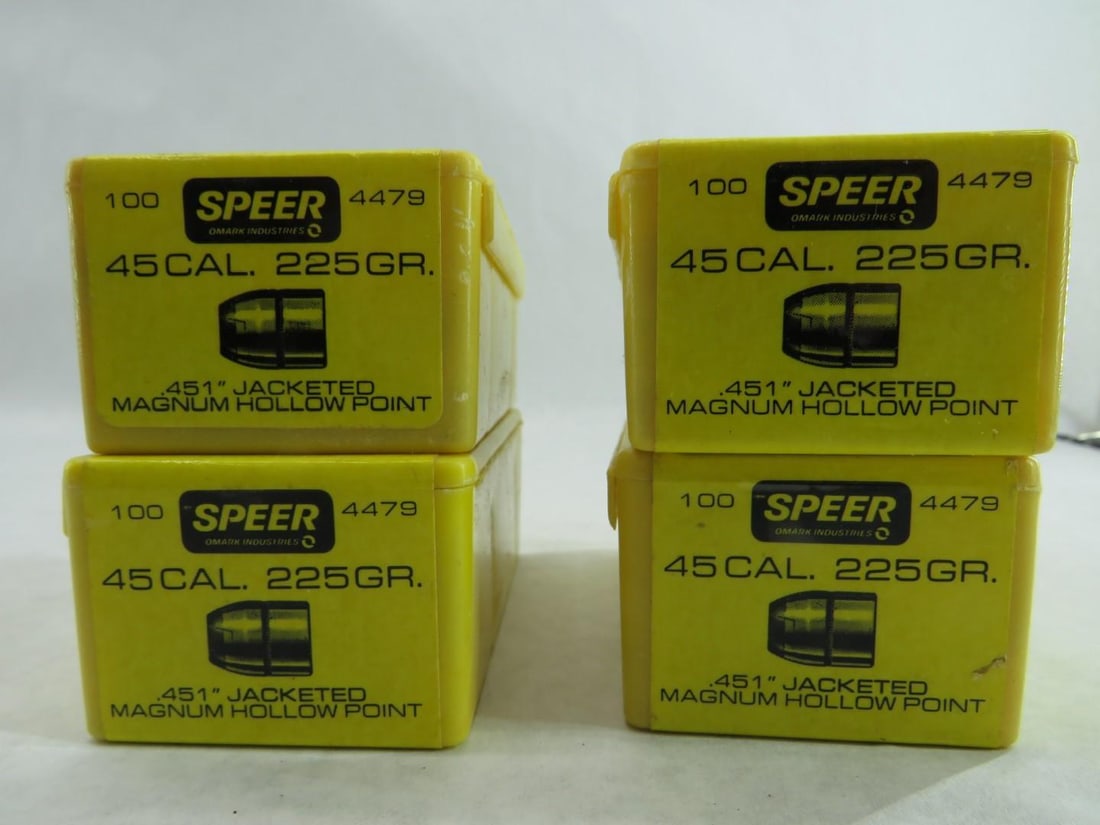 100 SPEER 4479
OMARK INDUSTRIES
45 CAL. 225 GR.
.451" JACKETED
MAGNUM HOLLOW POINT
100 SPEER 4479
OMARK INDUSTRIES
45 CAL. 225 GR.
.451" JACKETED
MAGNUM HOLLOW POINT
100 SPEER 4479
OMARK INDUSTRIES
45 CAL. 225 GR.
.451" JACKETED
MAGNUM HOLLOW POINT
100 SPEER 4479
OMARK INDUSTRIES
45 CAL. 225 GR.
.451" JACKETED
MAGNUM HOLLOW POINT